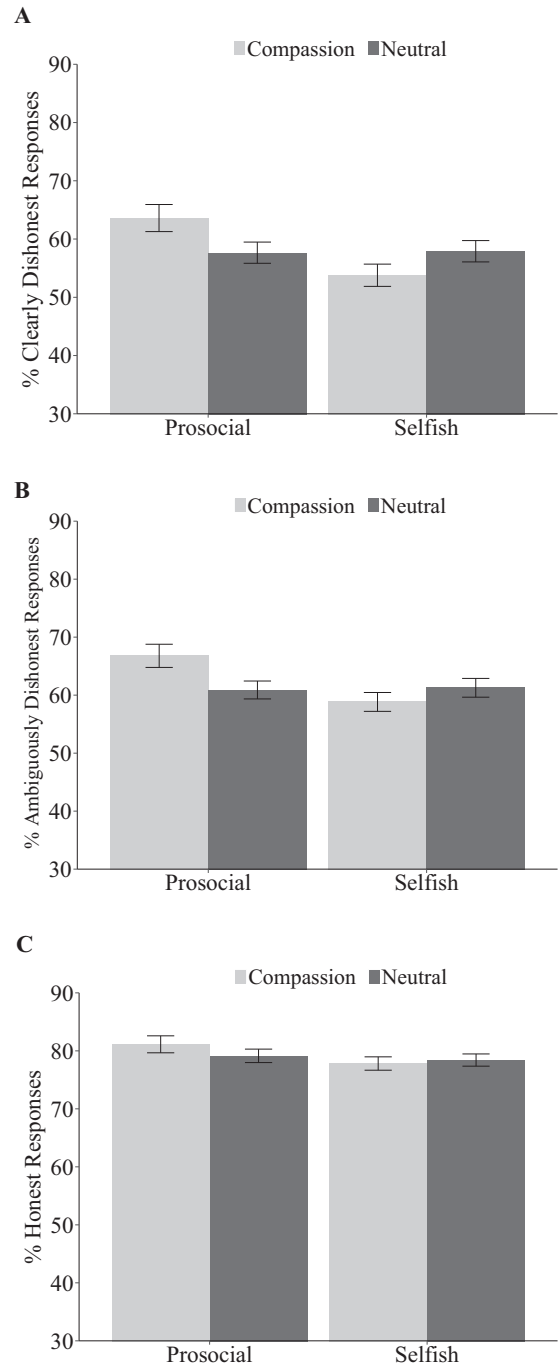 A
Compassion Neutral
% Clearly Dishonest Responses
90
80
70
60
50
40
30
Prosocial Selfish
B
Compassion Neutral
% Ambiguously Dishonest Responses
90
80
70
60
50
40
30
Prosocial Selfish
C
Compassion Neutral
% Honest Responses
90
80
70
60
50
40
30
Prosocial Selfish